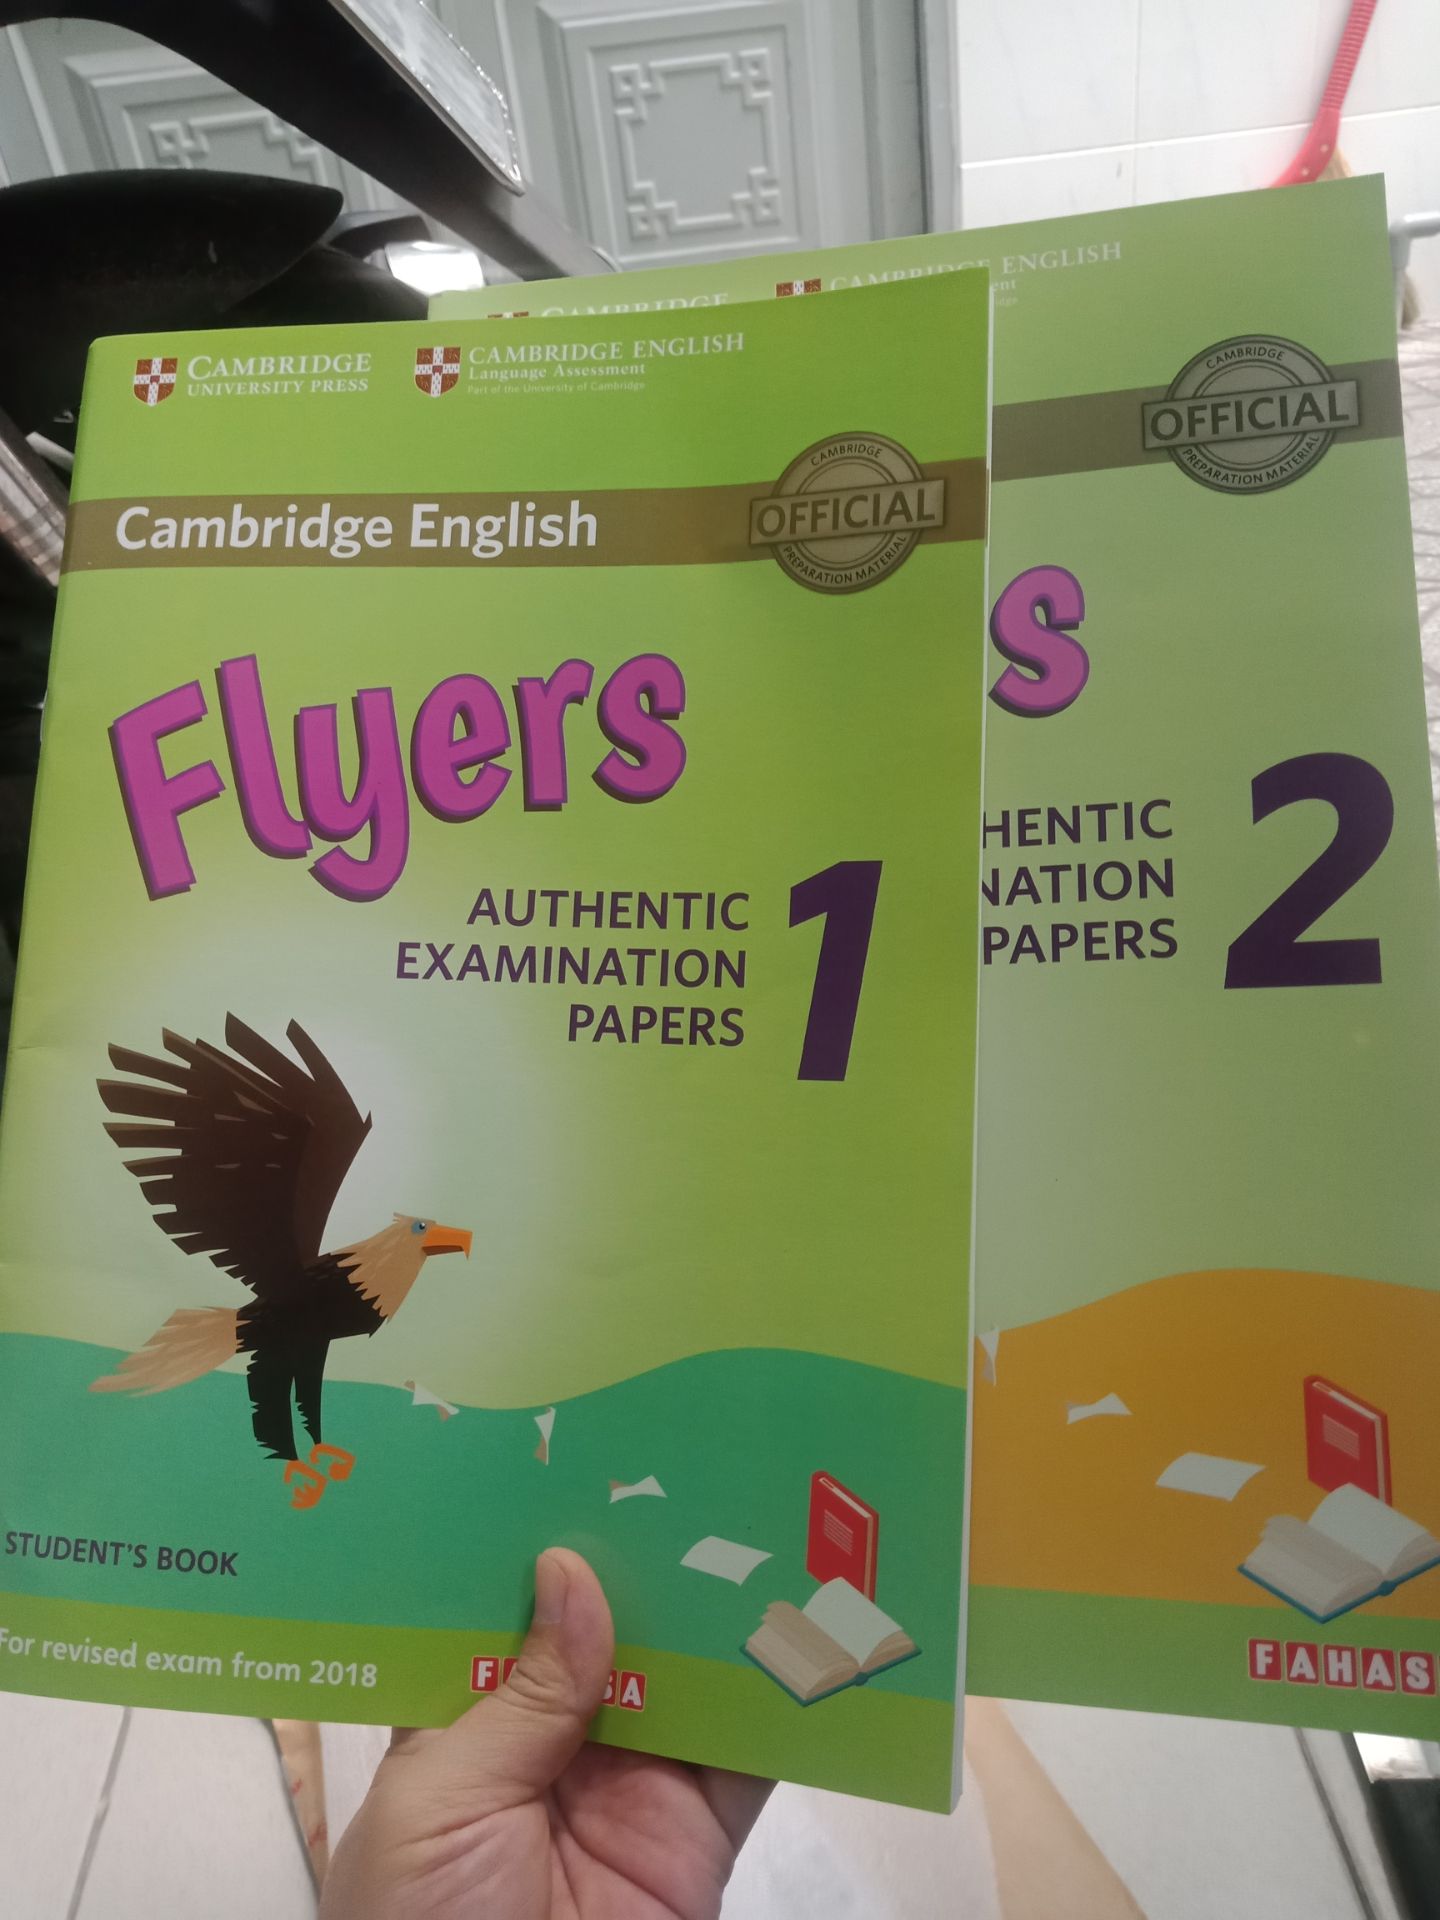 CAMBRIDGE
UNIVERSITY PRESS
CAMBRIDGE ENGLISH
Language Assessment
Part of the University of Cambridge
Cambridge English
CAMBRIDGE
OFFICIAL
PREPARATION MATERIAL
Flyers
AUTHENTIC
EXAMINATION
PAPERS
1
STUDENT'S BOOK
For revised exam from 2018
CAMBRIDGE
CAMBRIDGE ENGLISH
CAMBRIDGE
OFFICIAL
PREPARATION MATERIAL
s
HENTIC
NATION
PAPERS
2
FAHAS